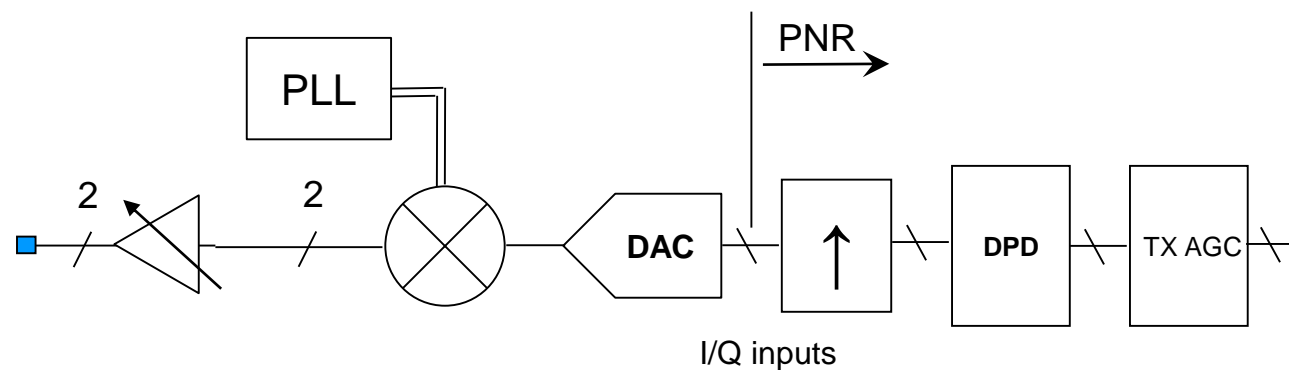 PNR
PLL
2
2
DAC
↑
DPD
TX AGC
I/Q inputs